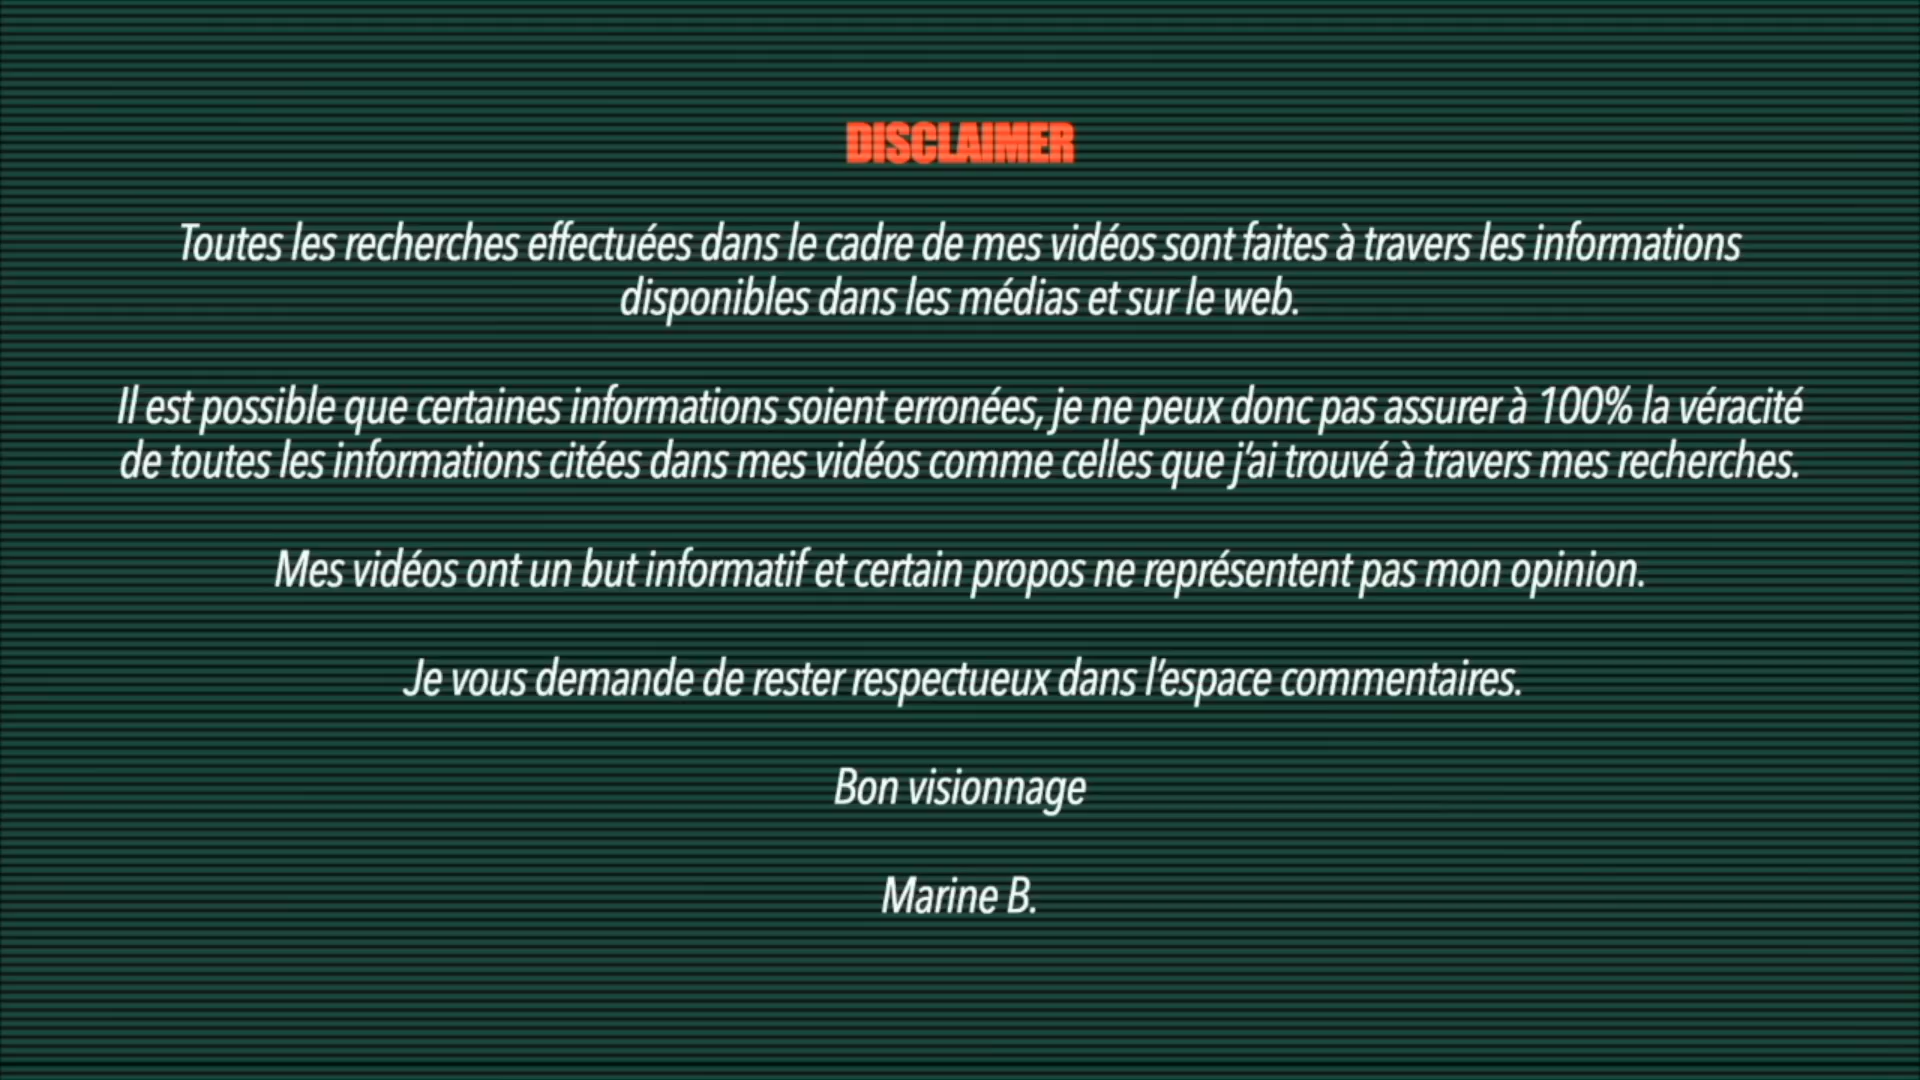 DISCLAIMER
Toutes les recherches effectuées dans le cadre de mes vidéos sont faites à travers les informations
disponibles dans les médias et sur le web.
Il est possible que certaines informations soient erronées, je ne peux donc pas assurer à 100% la véracité
de toutes les informations citées dans mes vidéos comme celles que j’ai trouvé à travers mes recherches.
Mes vidéos ont un but informatif et certain propos ne représentent pas mon opinion.
Je vous demande de rester respectueux dans l’espace commentaires.
Bon visionnage
Marine B.